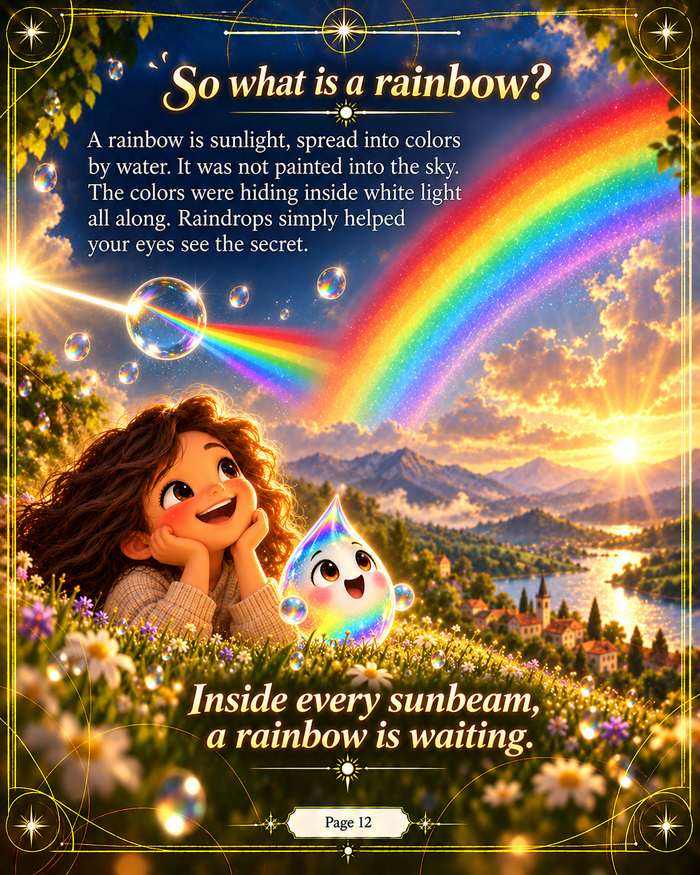 So what is a rainbow?
A rainbow is sunlight, spread into colors
by water. It was not painted into the sky.
The colors were hiding inside white light
all along. Raindrops simply helped
your eyes see the secret.
Inside every sunbeam,
a rainbow is waiting.
Page 12